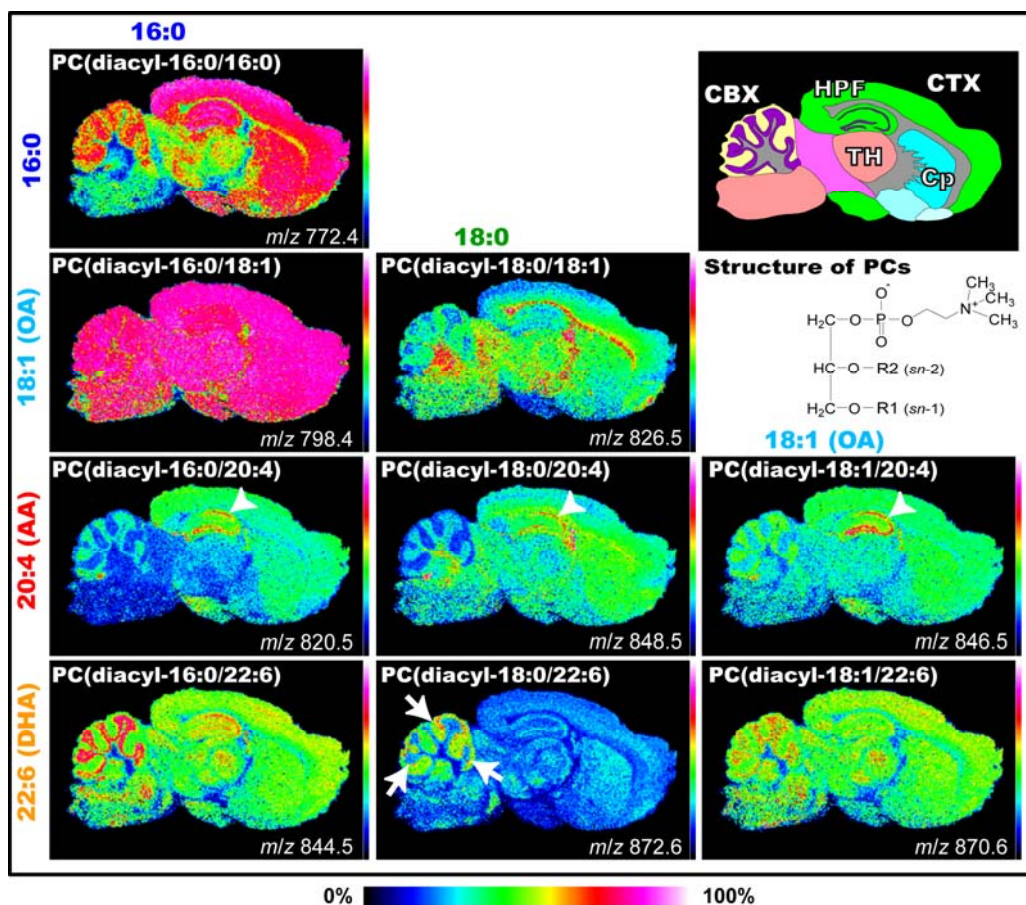 16:0
16:0
PC(diacyl-16:0/16:0)
m/z 772.4
CBX
HPF
CTX
TH
Cp
18:0
18:1 (OA)
PC(diacyl-16:0/18:1)
m/z 798.4
PC(diacyl-18:0/18:1)
m/z 826.5
Structure of PCs
O-
CH3
H2C—O—P—O
N+
CH3
CH3
O
HC—O—R2 (sn-2)
H2C—O—R1 (sn-1)
18:1 (OA)
20:4 (AA)
PC(diacyl-16:0/20:4)
m/z 820.5
PC(diacyl-18:0/20:4)
m/z 848.5
PC(diacyl-18:1/20:4)
m/z 846.5
22:6 (DHA)
PC(diacyl-16:0/22:6)
m/z 844.5
PC(diacyl-18:0/22:6)
m/z 872.6
PC(diacyl-18:1/22:6)
m/z 870.6
0%
100%